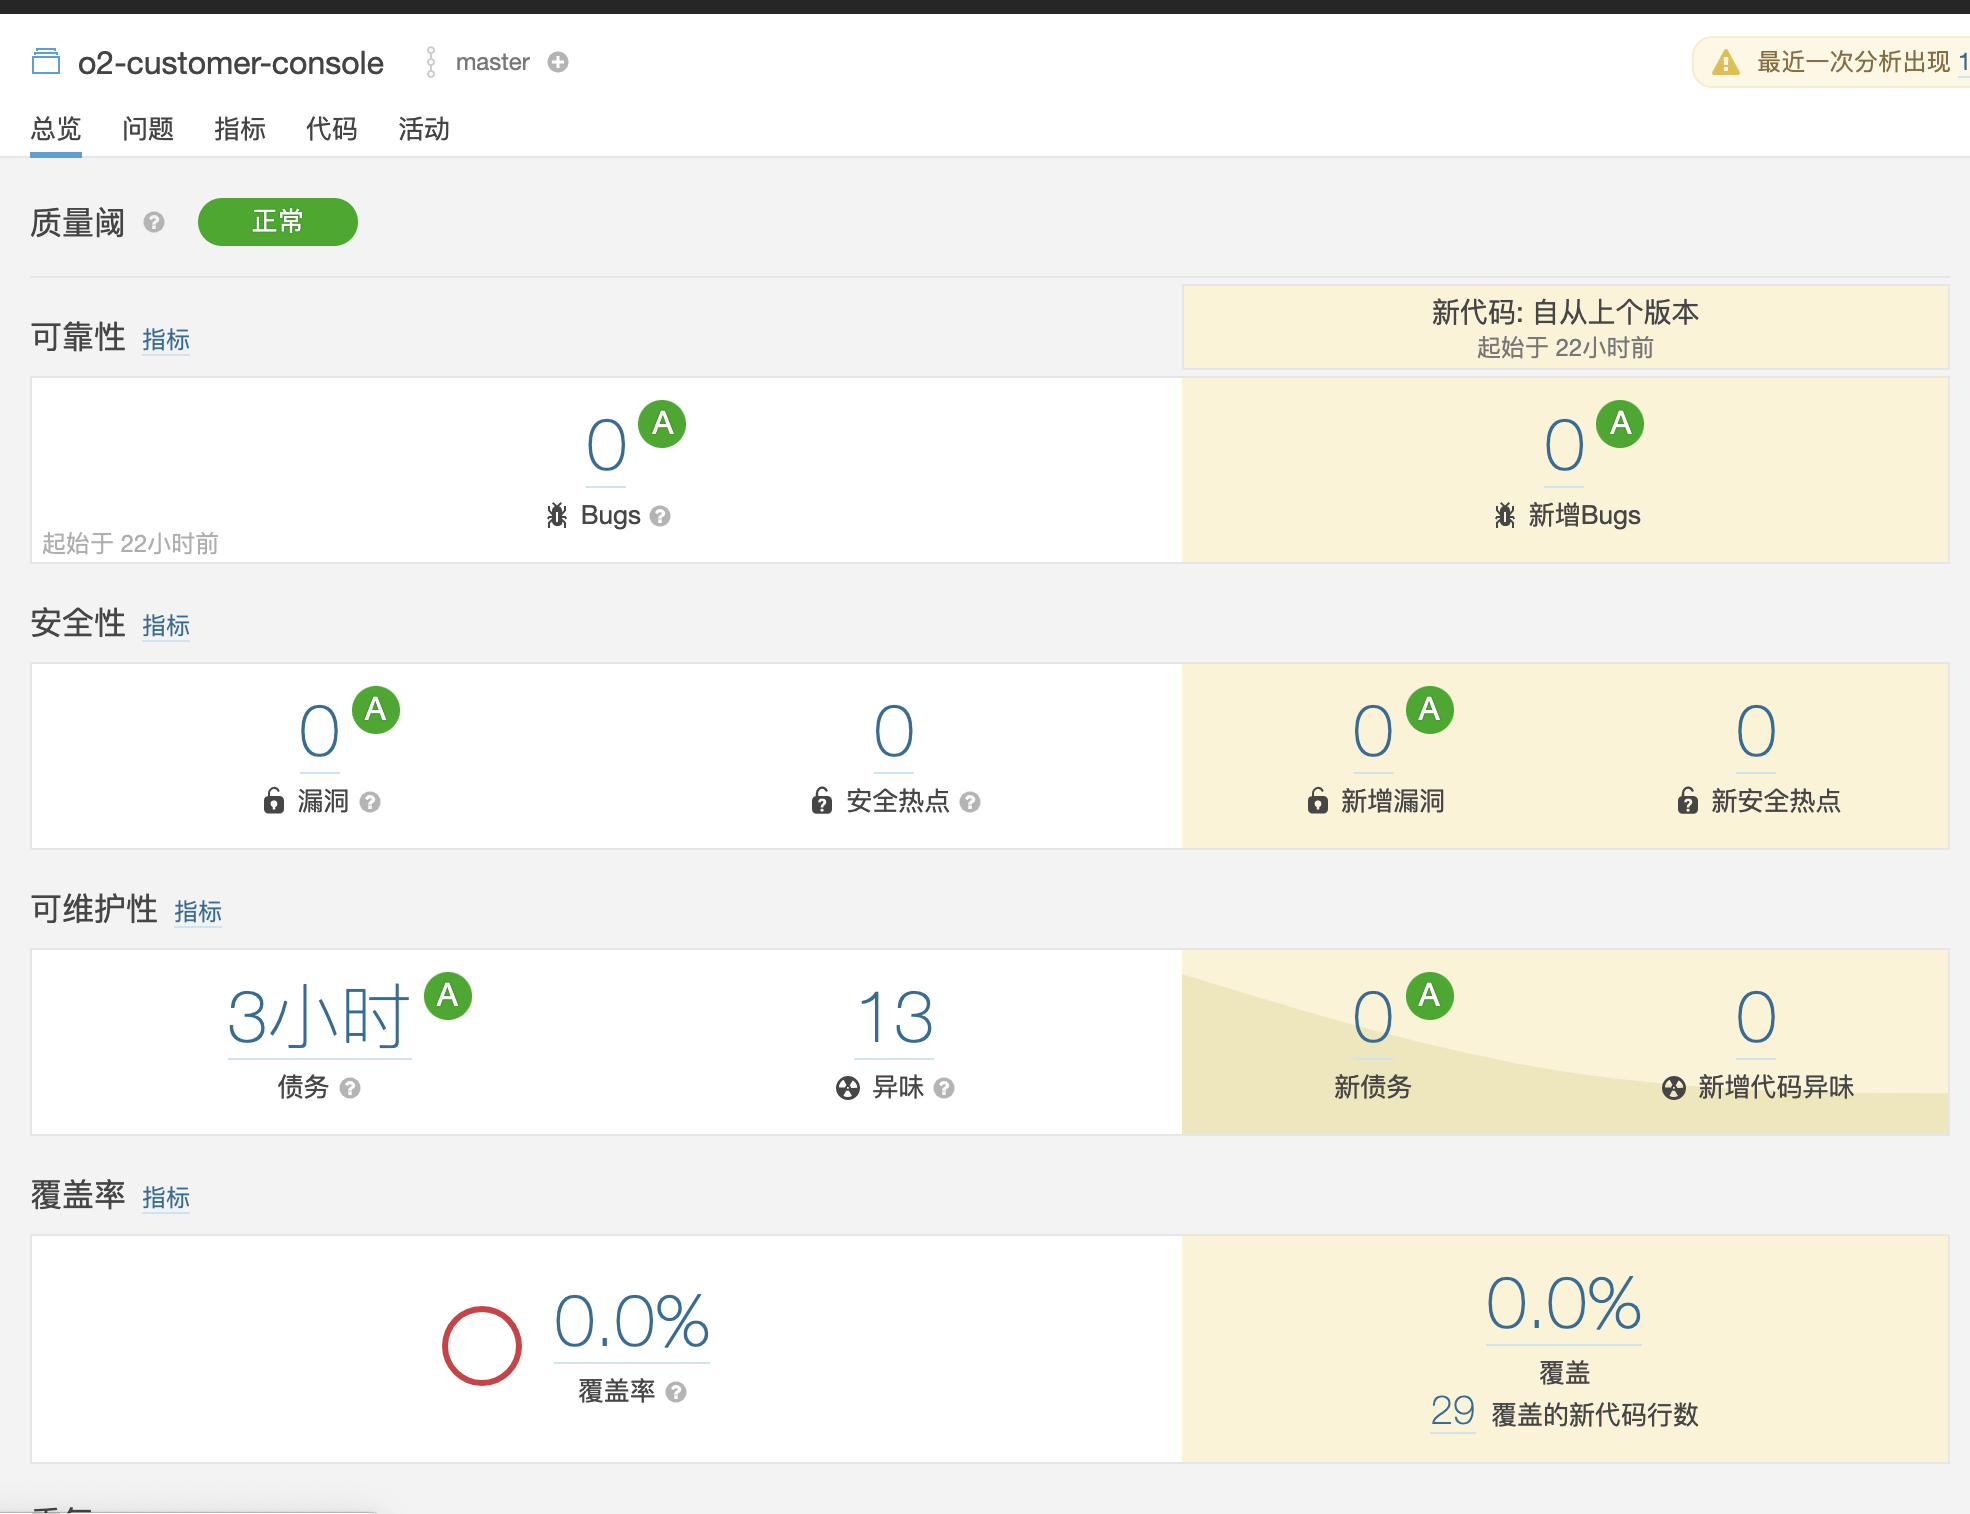 o2-customer-console master
最近一次分析出现 1
总览 问题 指标 代码 活动
质量阈 正常
可靠性 指标
新代码: 自从上个版本
起始于 22小时前
0 A
Bugs
起始于 22小时前
0 A
新增Bugs
安全性 指标
0 A
漏洞
0
安全热点
0 A
新增漏洞
0
新安全热点
可维护性 指标
3小时 A
债务
13
异味
0 A
新债务
0
新增代码异味
覆盖率 指标
0.0%
覆盖率
0.0%
覆盖
29 覆盖的新代码行数